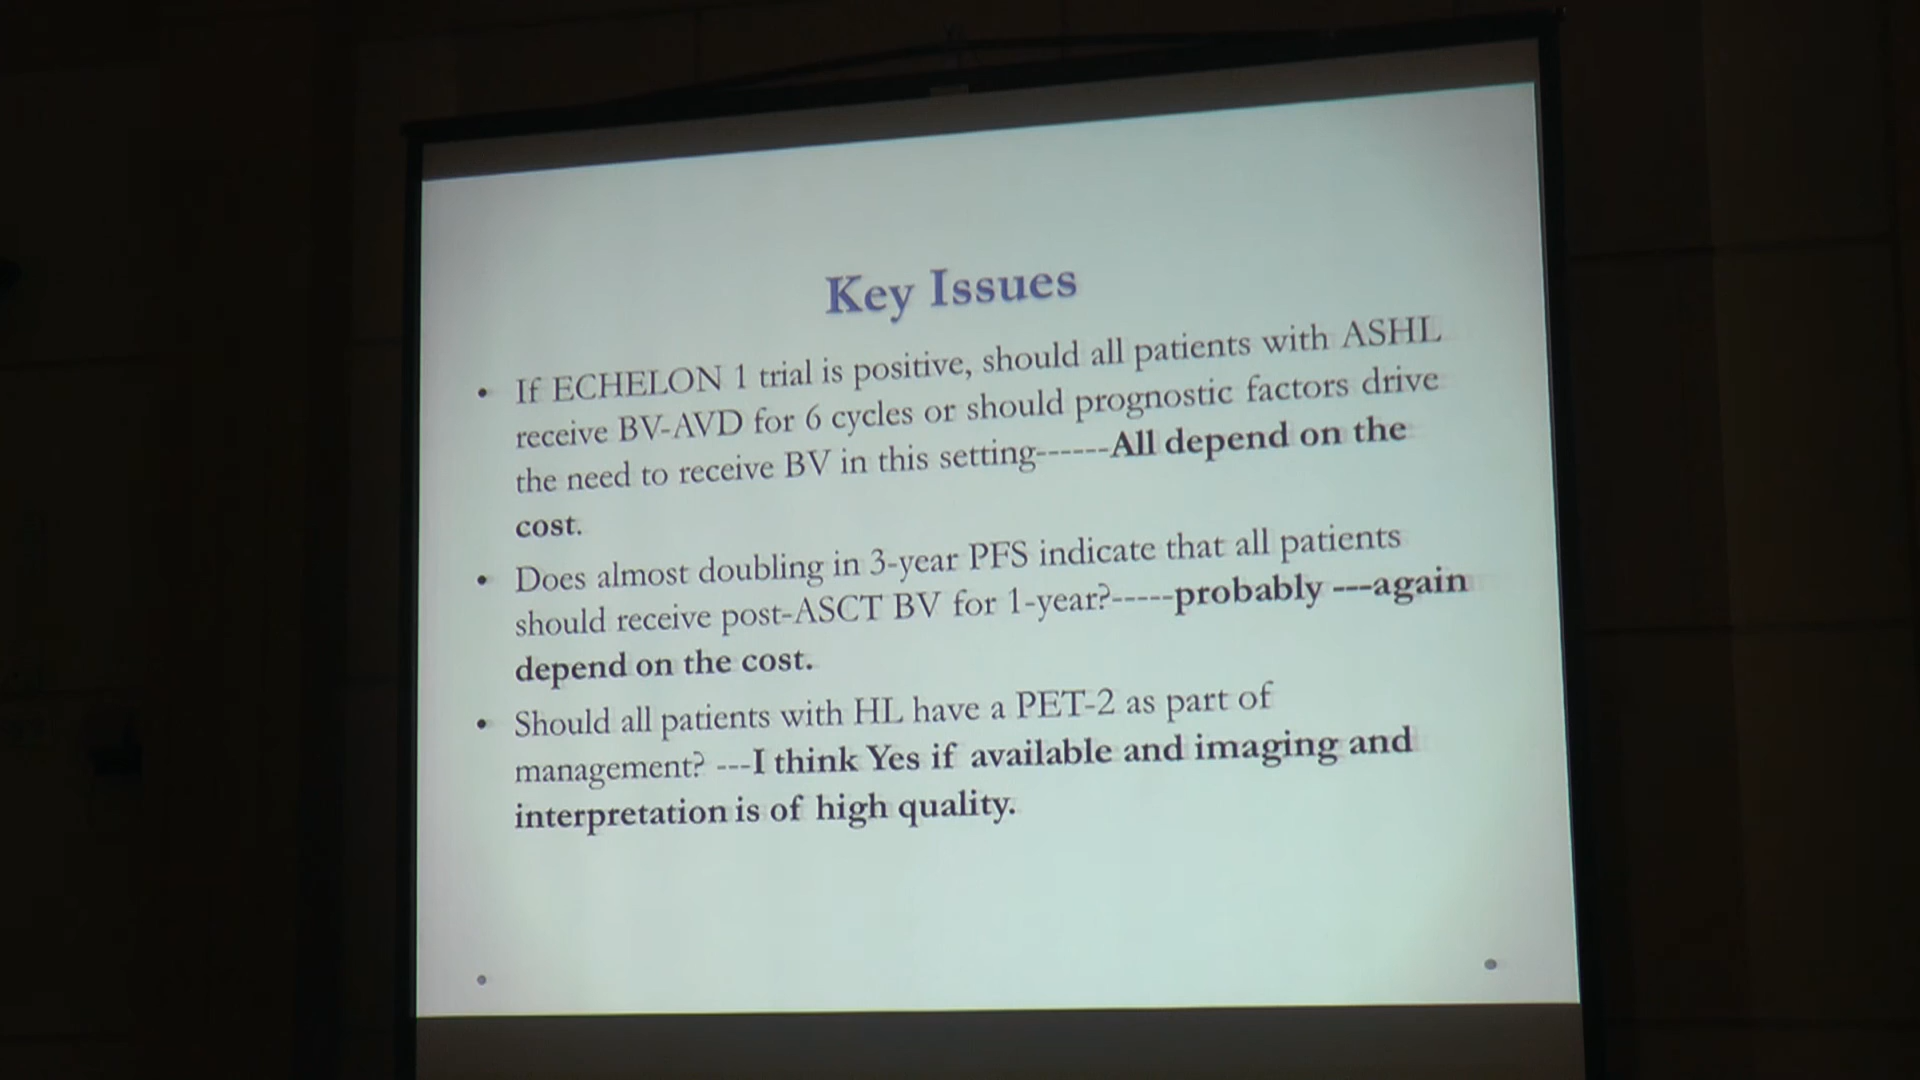 Key Issues
• If ECHELON 1 trial is positive, should all patients with ASHL
receive BV-AVD for 6 cycles or should prognostic factors drive
the need to receive BV in this setting------All depend on the
cost.
• Does almost doubling in 3-year PFS indicate that all patients
should receive post-ASCT BV for 1-year?-----probably ---again
depend on the cost.
• Should all patients with HL have a PET-2 as part of
management? ---I think Yes if available and imaging and
interpretation is of high quality.